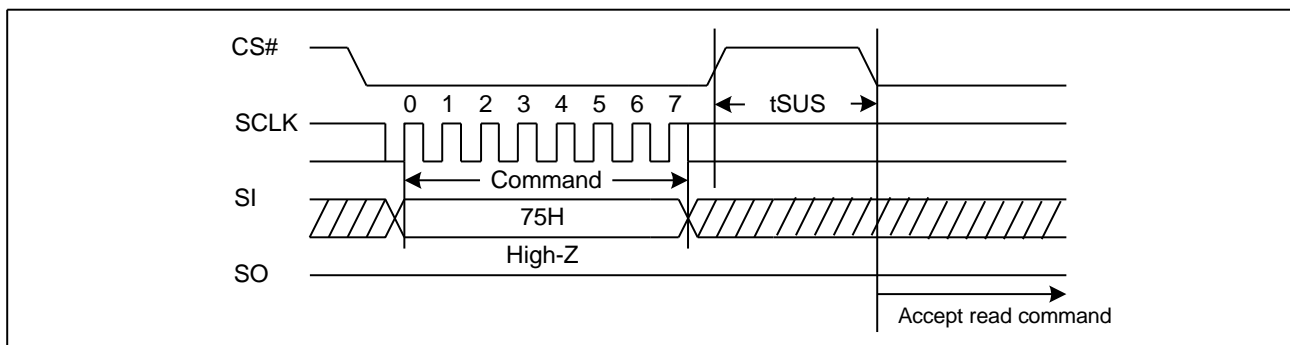 CS#
tSUS
0 1 2 3 4 5 6 7
SCLK
Command
SI
75H
High-Z
SO
Accept read command